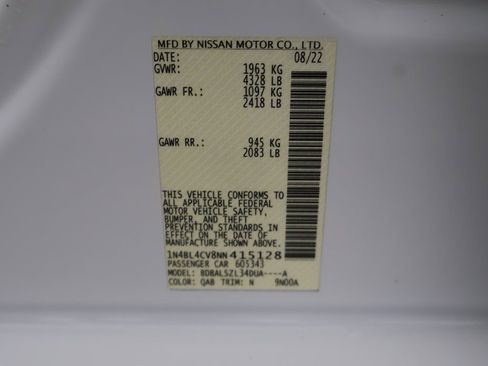 MFD BY NISSAN MOTOR CO., LTD.
DATE: 08/22
GVWR: 1963 KG
4328 LB
GAWR FR.: 1097 KG
2418 LB
GAWR RR.: 945 KG
2083 LB
THIS VEHICLE CONFORMS TO
ALL APPLICABLE FEDERAL
MOTOR VEHICLE SAFETY,
BUMPER, AND THEFT
PREVENTION STANDARDS IN
EFFECT ON THE DATE OF
MANUFACTURE SHOWN ABOVE.
1N4BL4CV8NN415128
PASSENGER CAR 605343
MODEL: BDBALSZL34DUA----A
COLOR: QAB TRIM: N 9N00A